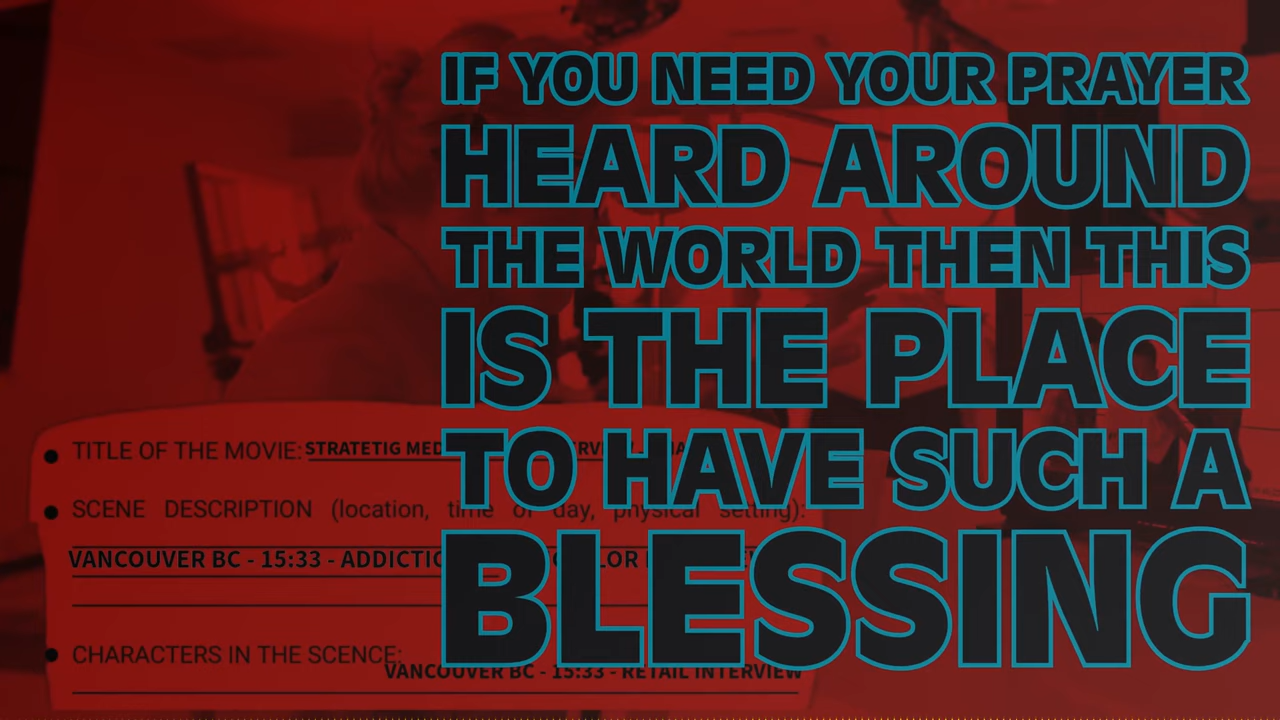 IF YOU NEED YOUR PRAYER
HEARD AROUND
THE WORLD THEN THIS
IS THE PLACE
TO HAVE SUCH A
BLESSING
TITLE OF THE MOVIE: STRATETIG MED
SCENE DESCRIPTION (location, time of day, physical setting):
VANCOUVER BC - 15:33 -
CHARACTERS IN THE SCENCE:
VANCOUVER BC - 15:33 - RETAIL INTERVIEW